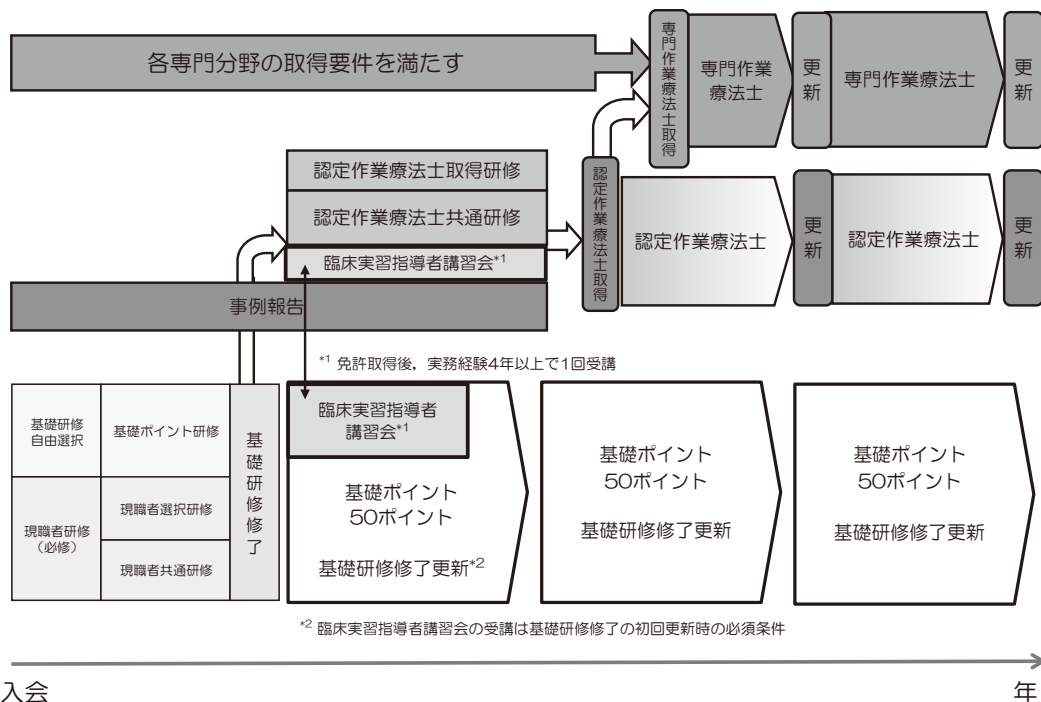 各専門分野の取得要件を満たす
専門作業療法士取得
専門作業
療法士
更新
専門作業療法士
更新
認定作業療法士取得研修
認定作業療法士共通研修
臨床実習指導者講習会*1
認定作業療法士取得
認定作業療法士
更新
認定作業療法士
更新
事例報告
*1 免許取得後，実務経験4年以上で1回受講
基礎研修
自由選択
基礎ポイント研修
現職者研修
（必修）
現職者選択研修
現職者共通研修
基礎研修修了
臨床実習指導者
講習会*1
基礎ポイント
50ポイント
基礎研修修了更新*2
基礎ポイント
50ポイント
基礎研修修了更新
基礎ポイント
50ポイント
基礎研修修了更新
*2 臨床実習指導者講習会の受講は基礎研修修了の初回更新時の必須条件
入会
年